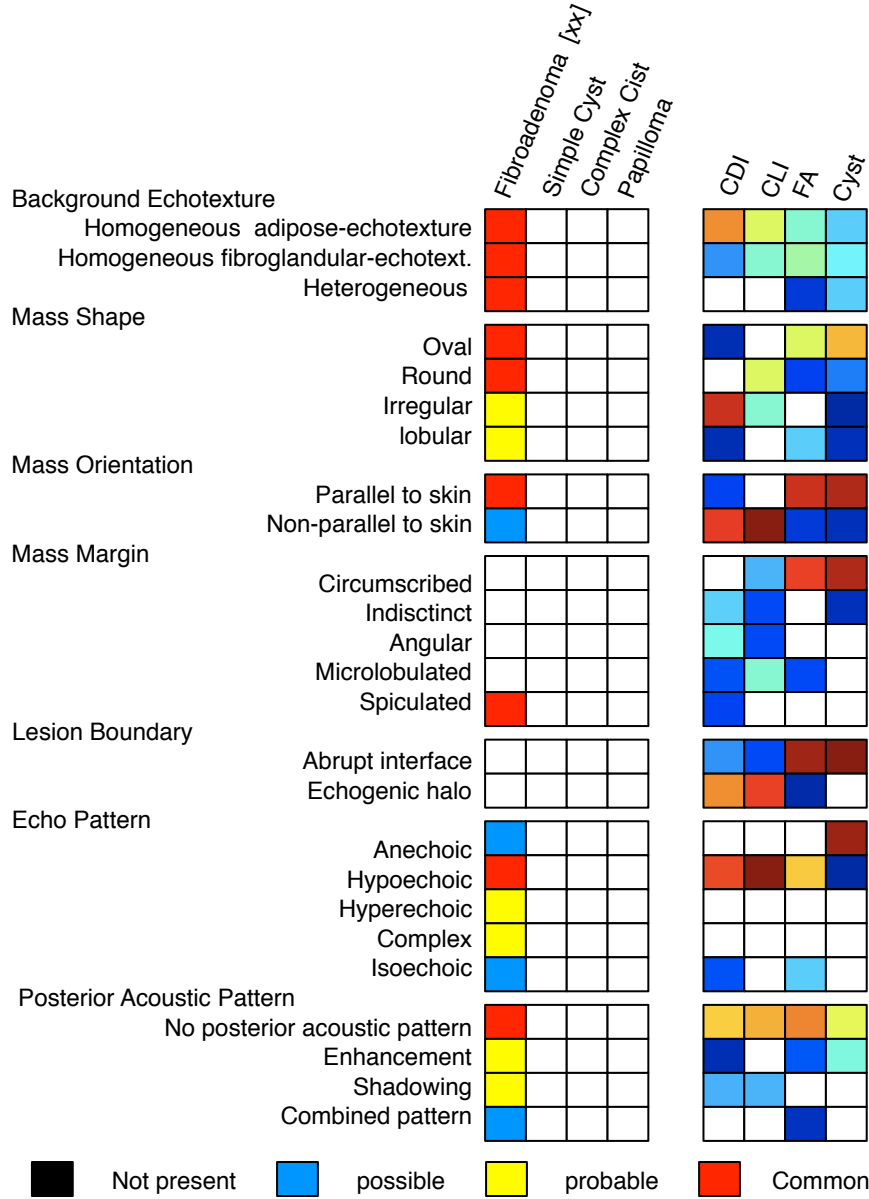 Fibroadenoma [xx]
Simple Cyst
Complex Cist
Papilloma
CDI
CLI
FA
Cyst
Background Echotexture
Homogeneous adipose-echotexture
Homogeneous fibroglandular-echotext.
Heterogeneous
Mass Shape
Oval
Round
Irregular
lobular
Mass Orientation
Parallel to skin
Non-parallel to skin
Mass Margin
Circumscribed
Indisctinct
Angular
Microlobulated
Spiculated
Lesion Boundary
Abrupt interface
Echogenic halo
Echo Pattern
Anechoic
Hypoechoic
Hyperechoic
Complex
Isoechoic
Posterior Acoustic Pattern
No posterior acoustic pattern
Enhancement
Shadowing
Combined pattern
Not present possible probable Common